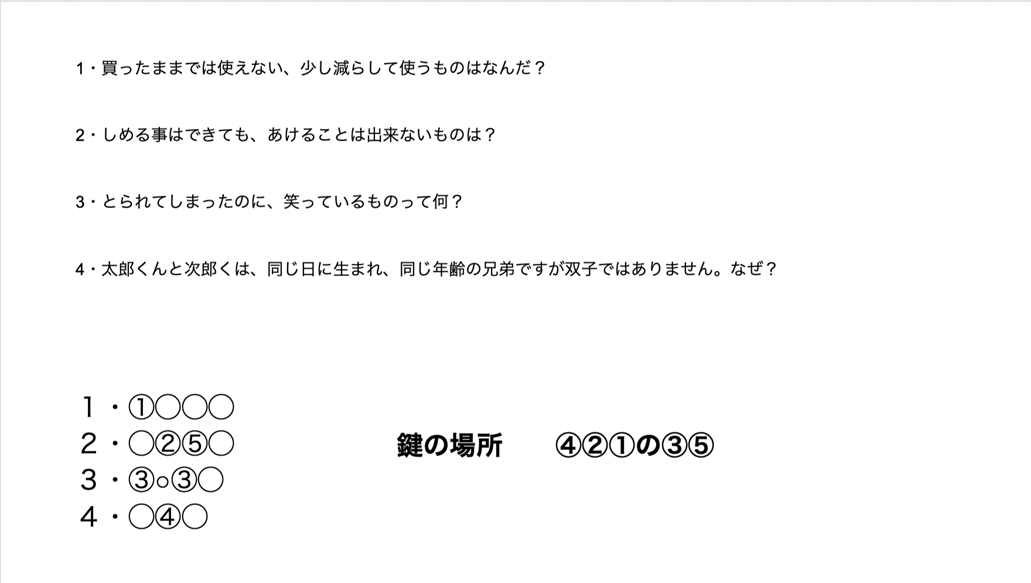 1・買ったままでは使えない、少し減らして使うものはなんだ？
2・しめる事はできても、あけることは出来ないものは？
3・とられてしまったのに、笑っているものって何？
4・太郎くんと次郎くは、同じ日に生まれ、同じ年齢の兄弟ですが双子ではありません。なぜ？
１・①◯◯◯
２・◯②⑤◯
鍵の場所　　④②①の③⑤
３・③○③◯
４・◯④◯